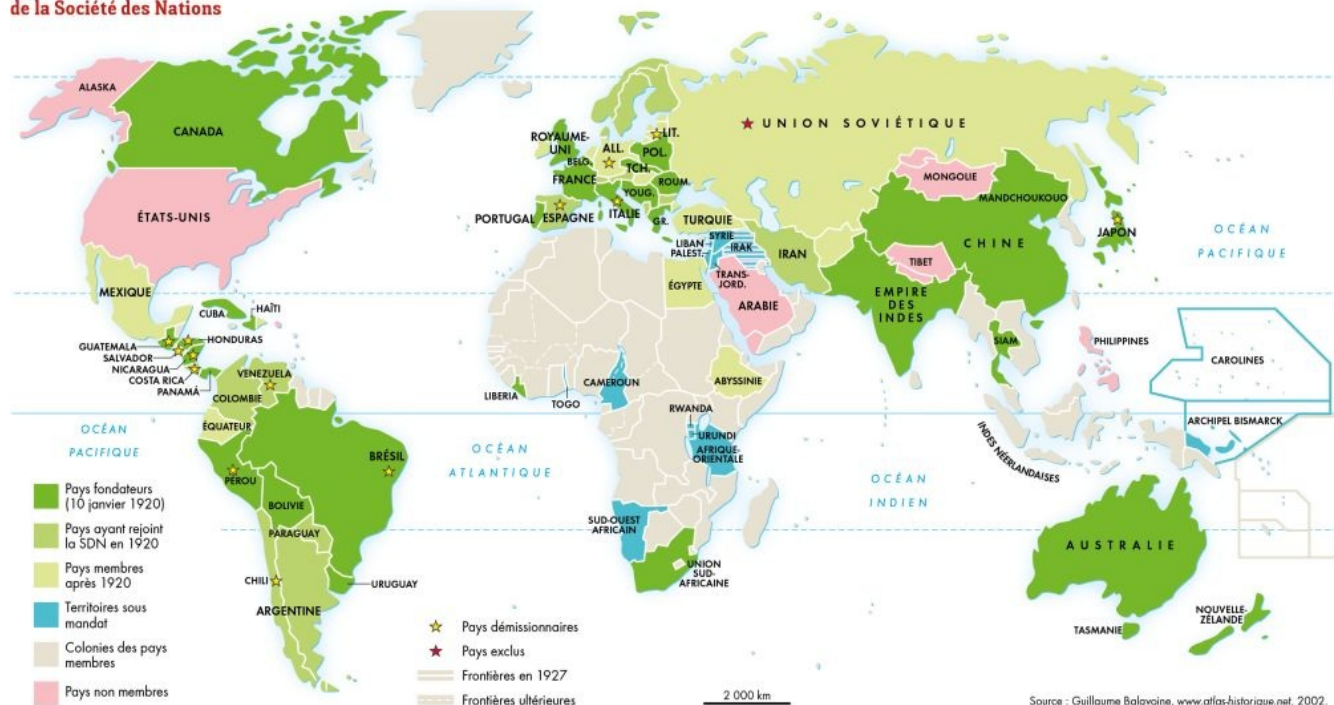 de la Société des Nations
ALASKA
CANADA
ÉTATS-UNIS
MEXIQUE
CUBA
HAÏTI
GUATEMALA
HONDURAS
SALVADOR
NICARAGUA
COSTA RICA
PANAMÁ
VENEZUELA
COLOMBIE
ÉQUATEUR
PÉROU
BRÉSIL
BOLIVIE
PARAGUAY
CHILI
URUGUAY
ARGENTINE
OCÉAN
PACIFIQUE
OCÉAN
ATLANTIQUE
ROYAUME-
UNI
BELG.
ALL.
LIT.
POL.
TCH.
FRANCE
YOUG.
ROUM.
PORTUGAL
ESPAGNE
ITALIE
GR.
TURQUIE
UNION SOVIÉTIQUE
MONGOLIE
MANDCHOUKOUO
JAPON
CHINE
TIBET
SYRIE
LIBAN
PALEST.
IRAK
IRAN
TRANS-
JORD.
ÉGYPTE
ARABIE
EMPIRE
DES
INDES
SIAM
PHILIPPINES
OCÉAN
PACIFIQUE
CAROLINES
ARCHIPEL BISMARCK
INDES NÉERLANDAISES
LIBERIA
TOGO
CAMEROUN
ABYSSINIE
RWANDA
URUNDI
AFRIQUE-
ORIENTALE
SUD-OUEST
AFRICAIN
UNION
SUD-
AFRICAINE
OCÉAN
INDIEN
AUSTRALIE
TASMANIE
NOUVELLE-
ZÉLANDE
Pays fondateurs
(10 janvier 1920)
Pays ayant rejoint
la SDN en 1920
Pays membres
après 1920
Territoires sous
mandat
Colonies des pays
membres
Pays non membres
Pays démissionnaires
Pays exclus
Frontières en 1927
Frontières ultérieures
2 000 km
Source : Guillaume Balavoine, www.atlas-historique.net, 2002.